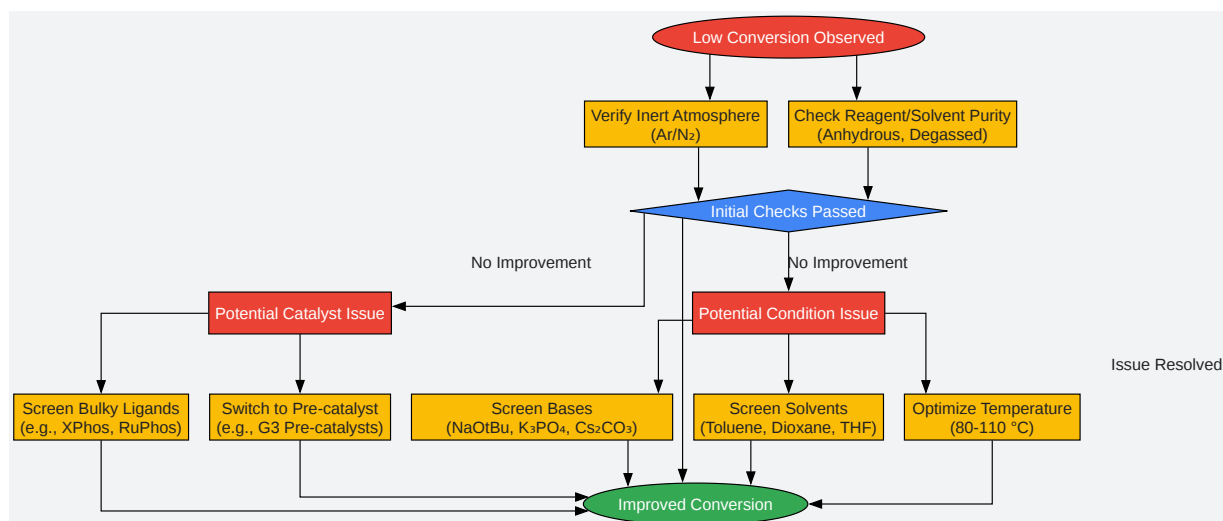 Low Conversion Observed
Verify Inert Atmosphere
(Ar/N₂)
Check Reagent/Solvent Purity
(Anhydrous, Degassed)
Initial Checks Passed
No Improvement
No Improvement
Potential Catalyst Issue
Potential Condition Issue
Issue Resolved
Screen Bulky Ligands
(e.g., XPhos, RuPhos)
Switch to Pre-catalyst
(e.g., G3 Pre-catalysts)
Screen Bases
(NaOtBu, K₃PO₄, Cs₂CO₃)
Screen Solvents
(Toluene, Dioxane, THF)
Optimize Temperature
(80-110 °C)
Improved Conversion